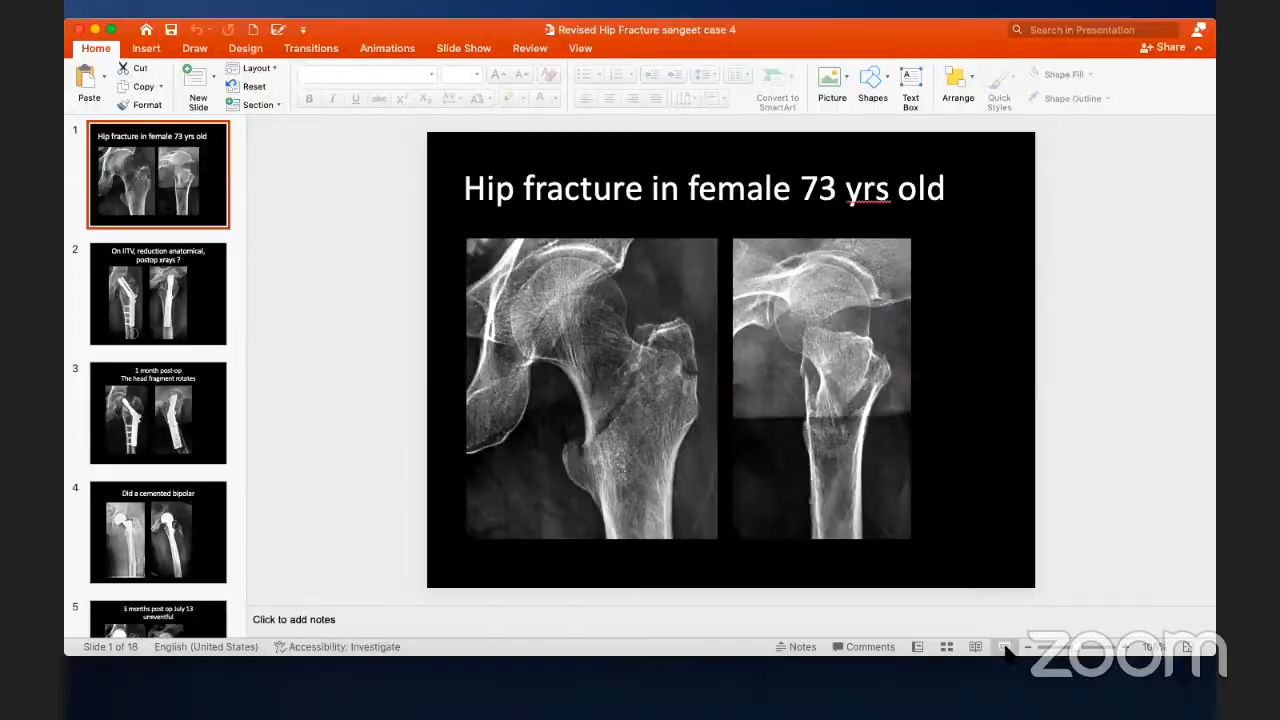 Revised Hip Fracture sangeet case 4
Search in Presentation
Home Insert Draw Design Transitions Animations Slide Show Review View
Share
Paste
Cut
Copy
Format
New Slide
Layout
Reset
Section
Convert to SmartArt
Picture
Shapes
Text Box
Arrange
Quick Styles
Shape Fill
Shape Outline
1
Hip fracture in female 73 yrs old
2
On IITV, reduction anatomical,
postop xrays ?
3
1 month post-op
The head fragment rotates
4
Did a cemented bipolar
5
3 months post op July 13
uneventful
Hip fracture in female 73 yrs old
Click to add notes
Slide 1 of 18
English (United States)
Accessibility: Investigate
Notes
Comments
zoom